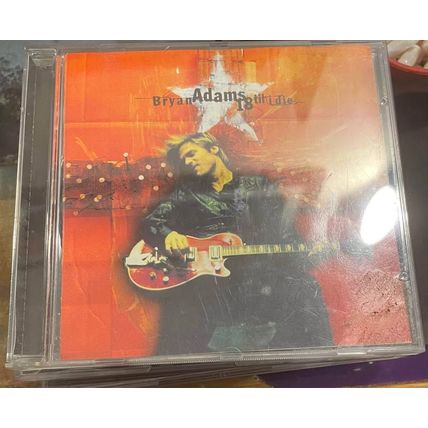 Bryan Adams 18 til i die